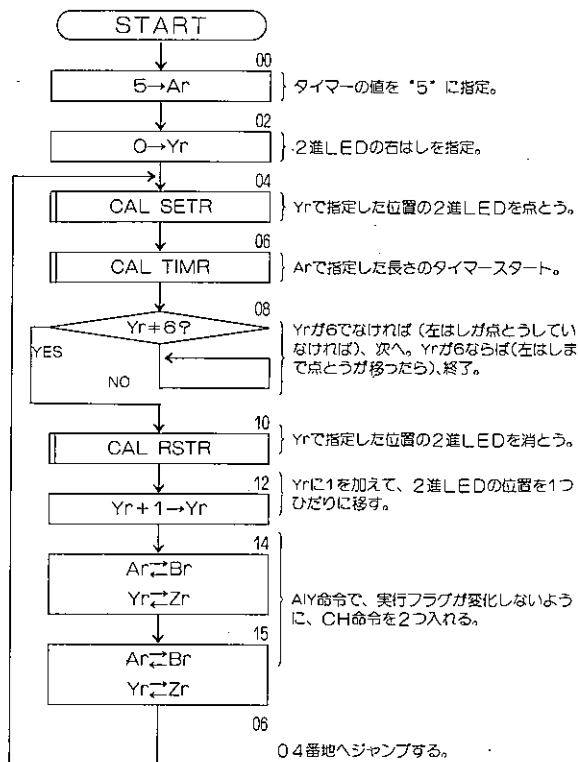 START
00
5→Ar
タイマーの値を "5" に指定。
02
0→Yr
2進LEDの右はしを指定。
04
CAL SETR
Yrで指定した位置の2進LEDを点とう。
06
CAL TIMR
Arで指定した長さのタイマースタート。
08
Yr≠6?
YES
NO
Yrが6でなければ(左はしが点とうしてい
なければ)、次へ。Yrが6ならば(左はしま
で点とうが移ったら)、終了。
10
CAL RSTR
Yrで指定した位置の2進LEDを消とう。
12
Yr+1→Yr
Yrに1を加えて、2進LEDの位置を1つ
ひだりに移す。
14
Ar⇄Br
Yr⇄Zr
AIY命令で、実行フラグが変化しないよう
に、CH命令を2つ入れる。
15
Ar⇄Br
Yr⇄Zr
06
04番地へジャンプする。